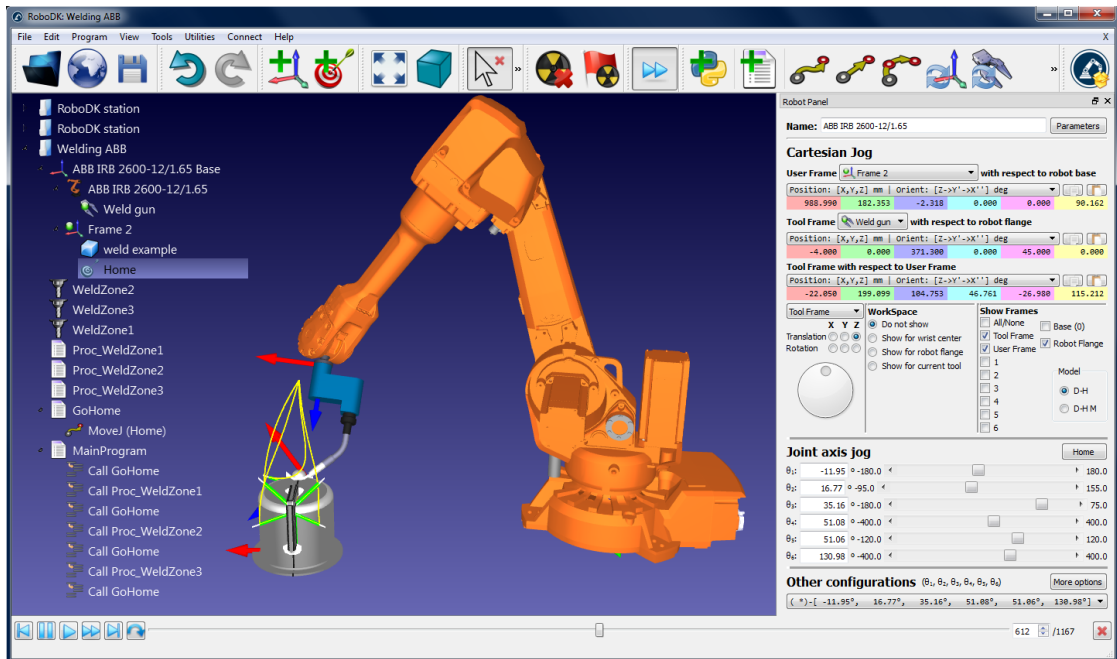 RoboDK: Welding ABB
File Edit Program View Tools Utilities Connect Help X
» »
RoboDK station
RoboDK station
Welding ABB
ABB IRB 2600-12/1.65 Base
ABB IRB 2600-12/1.65
Weld gun
Frame 2
weld example
Home
WeldZone2
WeldZone3
WeldZone1
Proc_WeldZone1
Proc_WeldZone2
Proc_WeldZone3
GoHome
MoveJ (Home)
MainProgram
Call GoHome
Call Proc_WeldZone1
Call GoHome
Call Proc_WeldZone2
Call GoHome
Call Proc_WeldZone3
Call GoHome
Robot Panel
Name: ABB IRB 2600-12/1.65 Parameters
Cartesian Jog
User Frame Frame 2 with respect to robot base
Position: [X,Y,Z] mm | Orient: [Z->Y'->X''] deg
988.990 182.353 -2.318 0.000 0.000 90.162
Tool Frame Weld gun with respect to robot flange
Position: [X,Y,Z] mm | Orient: [Z->Y'->X''] deg
-4.000 0.000 371.300 0.000 45.000 0.000
Tool Frame with respect to User Frame
Position: [X,Y,Z] mm | Orient: [Z->Y'->X''] deg
-22.050 199.099 104.753 46.761 -26.980 115.212
Tool Frame
X Y Z
Translation
Rotation
WorkSpace
Do not show
Show for wrist center
Show for robot flange
Show for current tool
Show Frames
All/None
Base (0)
Tool Frame
Robot Flange
User Frame
1
2
3
4
5
6
Model
D-H
D-H M
Joint axis jog Home
θ₁: -11.95 ° -180.0 180.0
θ₂: 16.77 ° -95.0 155.0
θ₃: 35.16 ° -180.0 75.0
θ₄: 51.08 ° -400.0 400.0
θ₅: 51.06 ° -120.0 120.0
θ₆: 130.98 ° -400.0 400.0
Other configurations (θ₁, θ₂, θ₃, θ₄, θ₅, θ₆) More options
( *)-[ -11.95°, 16.77°, 35.16°, 51.08°, 51.06°, 130.98°]
612 /1167